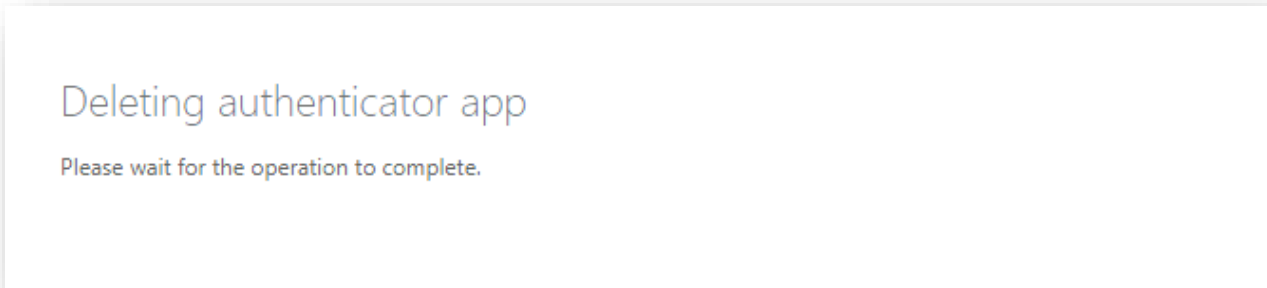 Deleting authenticator app
Please wait for the operation to complete.